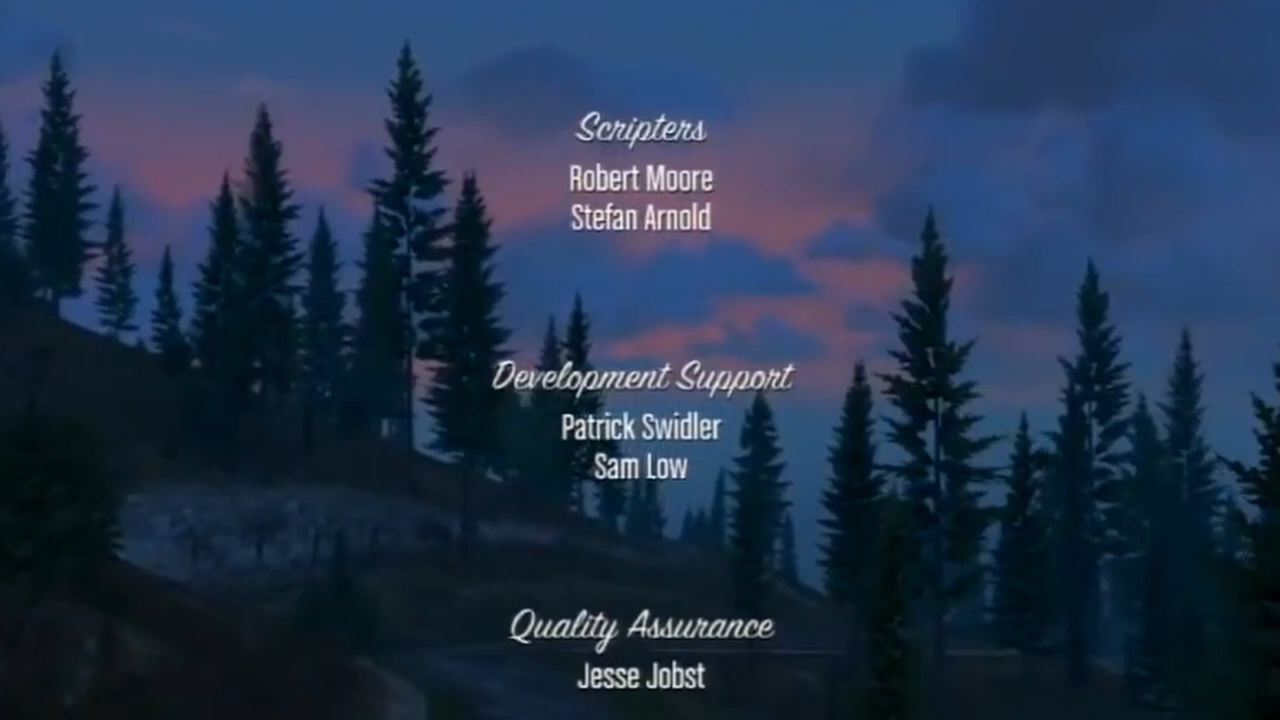 Scripters
Robert Moore
Stefan Arnold
Development Support
Patrick Swidler
Sam Low
Quality Assurance
Jesse Jobst